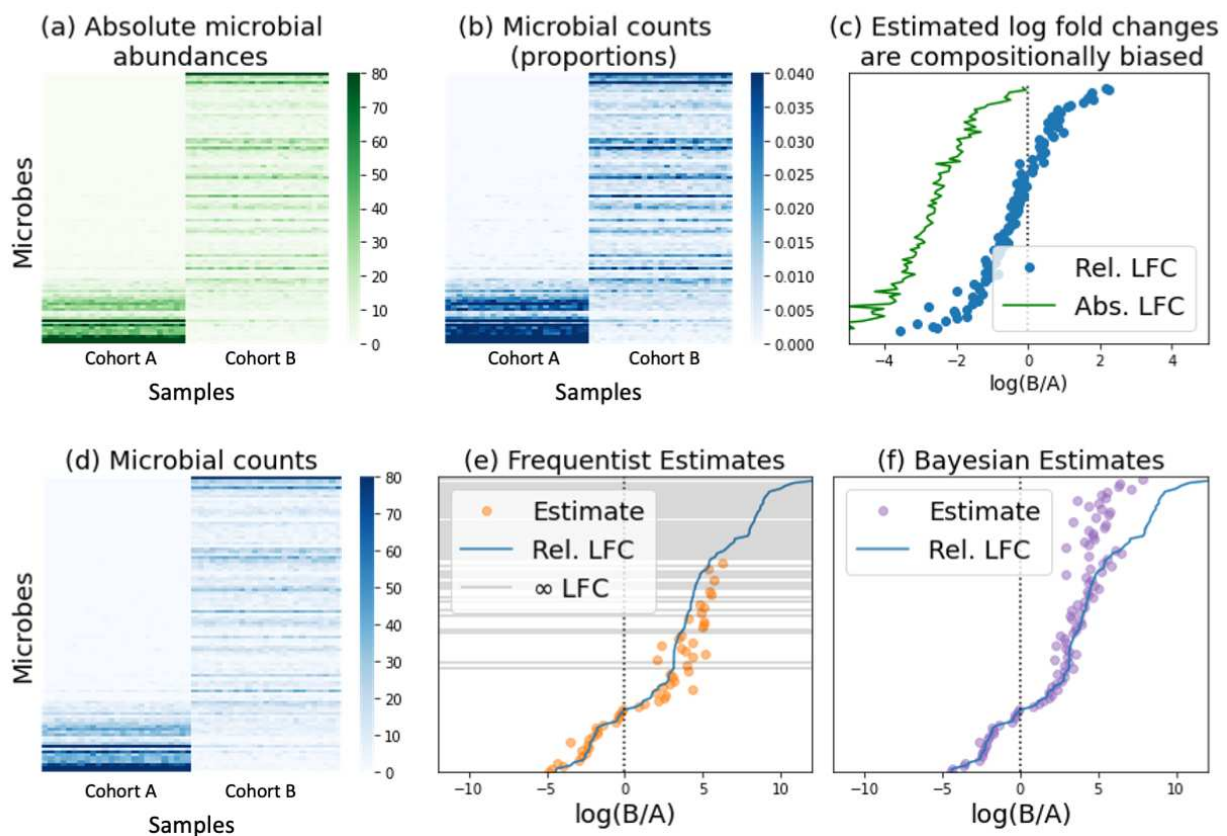 (a) Absolute microbial
abundances
Microbes
80
70
60
50
40
30
20
10
0
Cohort A Cohort B
Samples
(b) Microbial counts
(proportions)
0.040
0.035
0.030
0.025
0.020
0.015
0.010
0.005
0.000
Cohort A Cohort B
Samples
(c) Estimated log fold changes
are compositionally biased
Rel. LFC
Abs. LFC
−4 −2 0 2 4
log(B/A)
(d) Microbial counts
Microbes
80
70
60
50
40
30
20
10
0
Cohort A Cohort B
Samples
(e) Frequentist Estimates
Estimate
Rel. LFC
∞ LFC
−10 −5 0 5 10
log(B/A)
(f) Bayesian Estimates
Estimate
Rel. LFC
−10 −5 0 5 10
log(B/A)